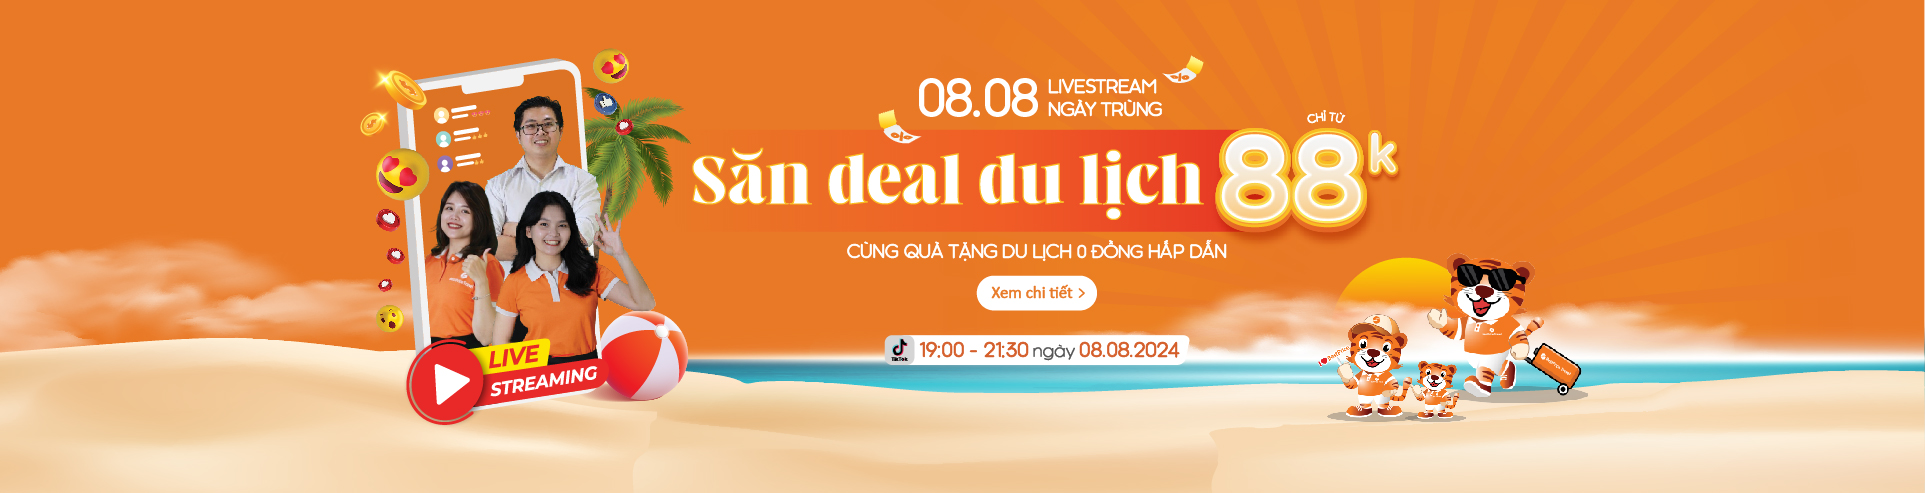 08.08
LIVESTREAM
NGÀY TRÙNG
CHỈ TỪ
Săn deal du lịch 88k
CÙNG QUÀ TẶNG DU LỊCH 0 ĐỒNG HẤP DẪN
Xem chi tiết >
TikTok
19:00 - 21:30 ngày 08.08.2024
LIVE
STREAMING